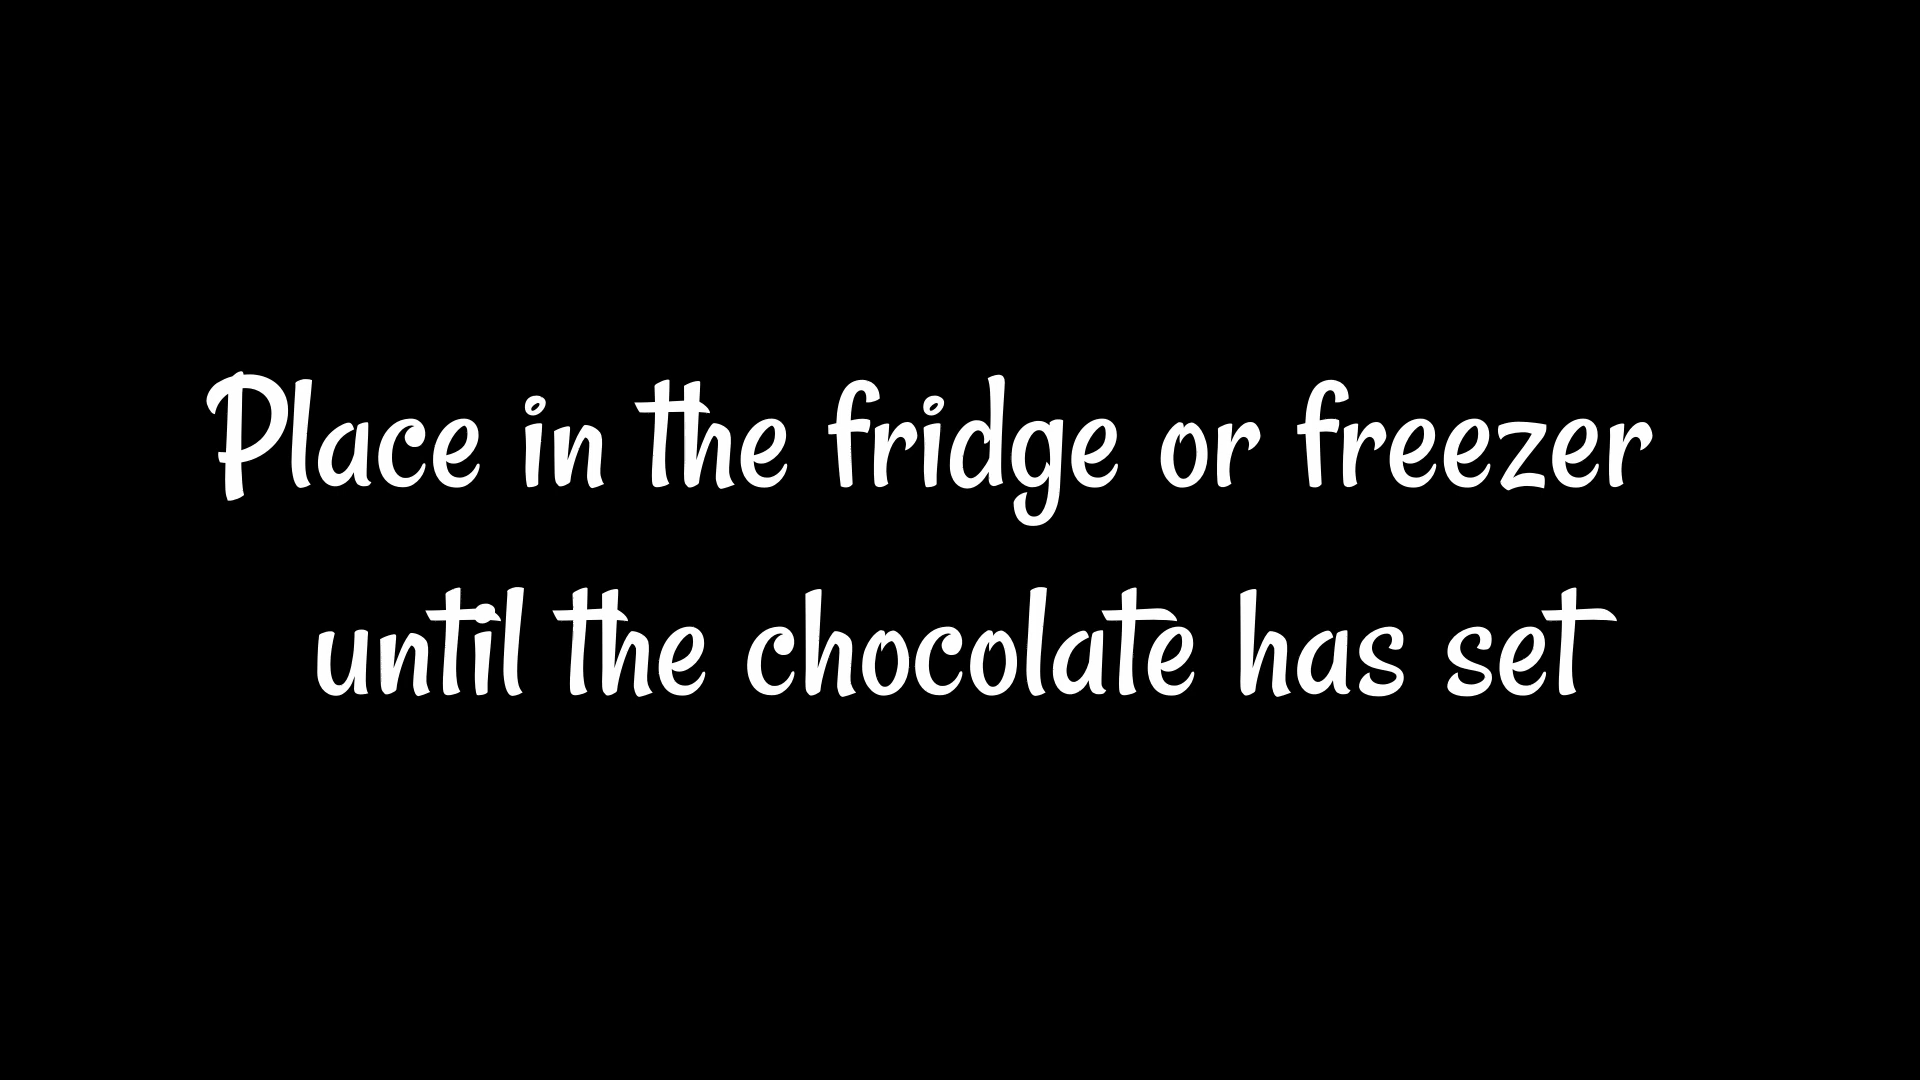 Place in the fridge or freezer
until the chocolate has set